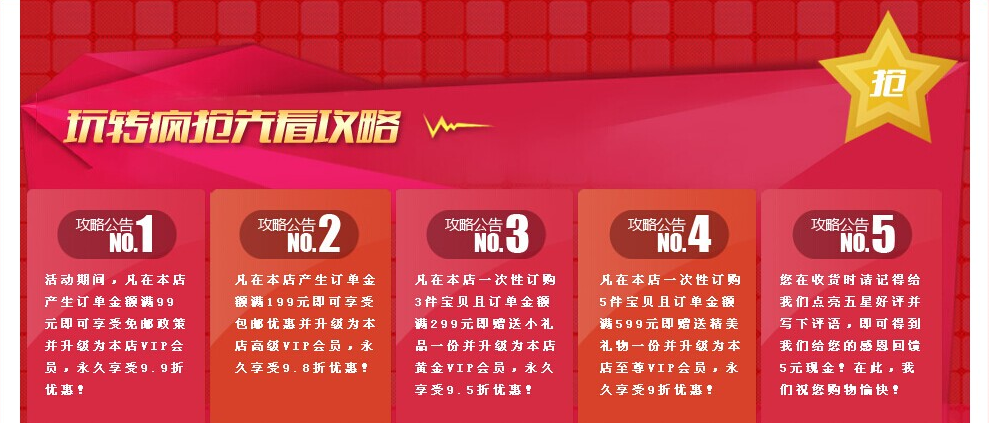 抢
玩转疯抢先看攻略
攻略公告
NO.1
活动期间，凡在本店
产生订单金额满99
元即可享受免邮政策
并升级为本店VIP会
员，永久享受9.9折
优惠！
攻略公告
NO.2
凡在本店产生订单金
额满199元即可享受
包邮优惠并升级为本
店高级VIP会员，永
久享受9.8折优惠！
攻略公告
NO.3
凡在本店一次性订购
3件宝贝且订单金额
满299元即赠送小礼
品一份并升级为本店
黄金VIP会员，永久
享受9.5折优惠！
攻略公告
NO.4
凡在本店一次性订购
5件宝贝且订单金额
满599元即赠送精美
礼物一份并升级为本
店至尊VIP会员，永
久享受9折优惠！
攻略公告
NO.5
您在收货时请记得给
我们点亮五星好评并
写下评语，即可得到
我们给您的感恩回馈
5元现金！在此，我
们祝您购物愉快！